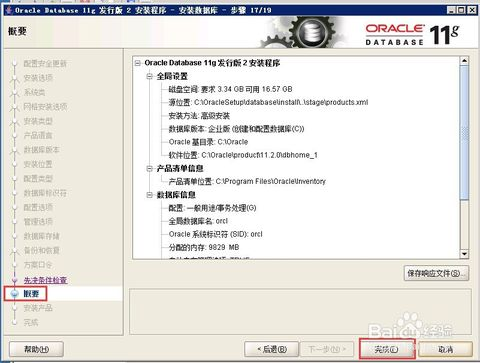 Oracle Database 11g 发行版 2 安装程序 - 安装数据库 - 步骤 17/19
概要
ORACLE
DATABASE 11g
配置安全更新
安装选项
系统类
网格安装选项
安装类型
产品语言
数据库版本
安装位置
配置类型
数据库标识符
配置选项
管理选项
数据库存储
备份和恢复
方案口令
先决条件检查
概要
安装产品
完成
Oracle Database 11g 发行版 2 安装程序
全局设置
磁盘空间: 要求 3.34 GB 可用 16.57 GB
源位置: C:\OracleSetup\database\install\..\stage\products.xml
安装方法: 高级安装
数据库版本: 企业版 (创建和配置数据库(C))
Oracle 基目录: C:\Oracle
软件位置: C:\Oracle\product\11.2.0\dbhome_1
产品清单信息
产品清单位置: C:\Program Files\Oracle\Inventory
数据库信息
配置: 一般用途/事务处理(G)
全局数据库名: orcl
Oracle 系统标识符 (SID): orcl
分配的内存: 9829 MB
保存响应文件(S)...
帮助(H)
< 后退(B)
下一步(N) >
完成(F)
取消
Baidu 经验